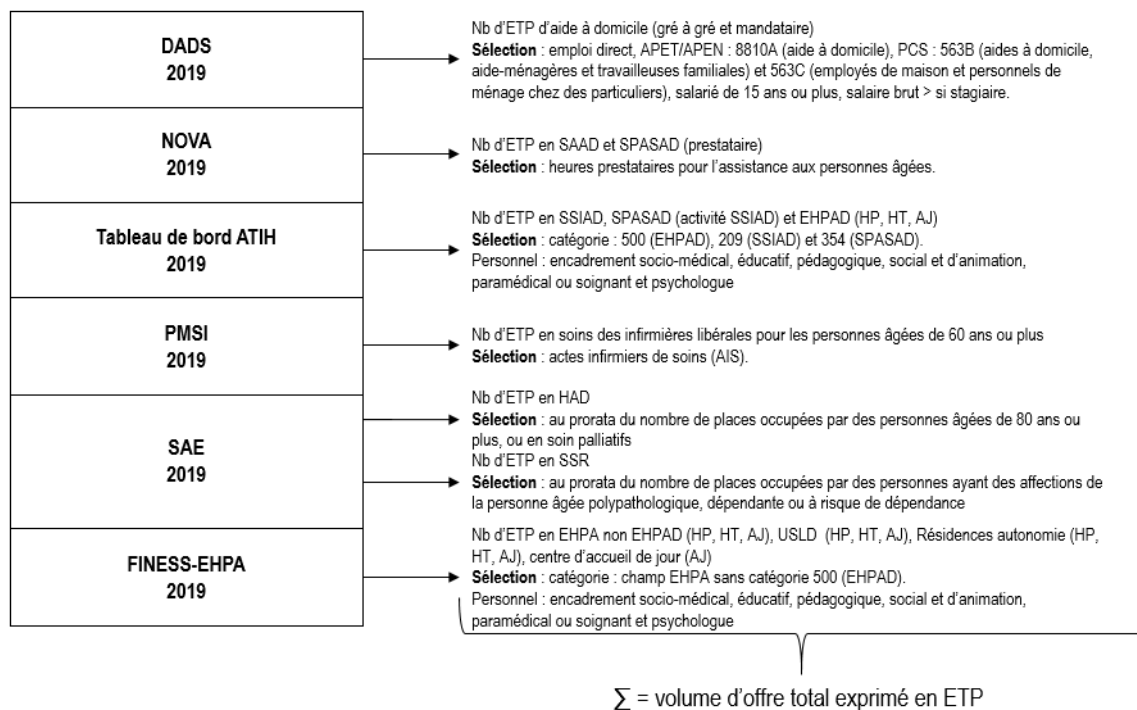 DADS
2019
Nb d'ETP d'aide à domicile (gré à gré et mandataire)
Sélection : emploi direct, APET/APEN : 8810A (aide à domicile), PCS : 563B (aides à domicile,
aide-ménagères et travailleuses familiales) et 563C (employés de maison et personnels de
ménage chez des particuliers), salarié de 15 ans ou plus, salaire brut > si stagiaire.
NOVA
2019
Nb d'ETP en SAAD et SPASAD (prestataire)
Sélection : heures prestataires pour l'assistance aux personnes âgées.
Tableau de bord ATIH
2019
Nb d'ETP en SSIAD, SPASAD (activité SSIAD) et EHPAD (HP, HT, AJ)
Sélection : catégorie : 500 (EHPAD), 209 (SSIAD) et 354 (SPASAD).
Personnel : encadrement socio-médical, éducatif, pédagogique, social et d'animation,
paramédical ou soignant et psychologue
PMSI
2019
Nb d'ETP en soins des infirmières libérales pour les personnes âgées de 60 ans ou plus
Sélection : actes infirmiers de soins (AIS).
SAE
2019
Nb d'ETP en HAD
Sélection : au prorata du nombre de places occupées par des personnes âgées de 80 ans ou
plus, ou en soin palliatifs
Nb d'ETP en SSR
Sélection : au prorata du nombre de places occupées par des personnes ayant des affections de
la personne âgée polypathologique, dépendante ou à risque de dépendance
FINESS-EHPA
2019
Nb d'ETP en EHPA non EHPAD (HP, HT, AJ), USLD (HP, HT, AJ), Résidences autonomie (HP,
HT, AJ), centre d'accueil de jour (AJ)
Sélection : catégorie : champ EHPA sans catégorie 500 (EHPAD).
Personnel : encadrement socio-médical, éducatif, pédagogique, social et d'animation,
paramédical ou soignant et psychologue
∑ = volume d'offre total exprimé en ETP